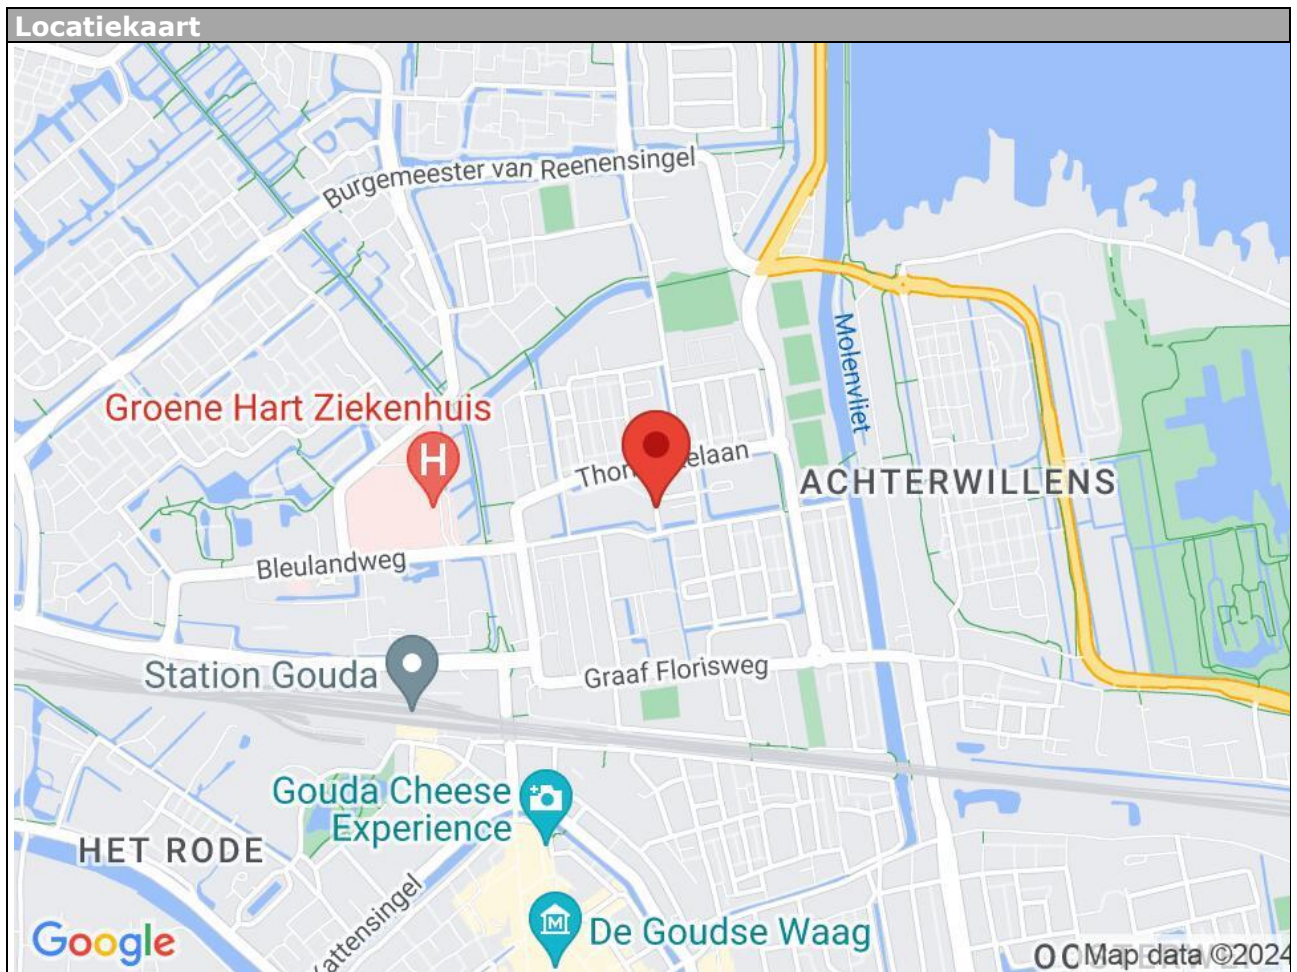 Locatiekaart
Burgemeester van Reenensingel
Molenvliet
Groene Hart Ziekenhuis
H
ACHTERWILLENS
Bleulandweg
Station Gouda
Graaf Florisweg
Gouda Cheese
Experience
HET RODE
M
De Goudse Waag
Google
Map data ©2024